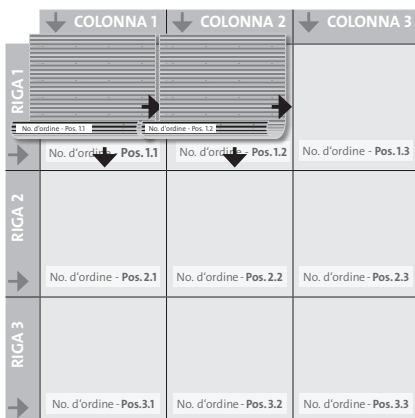 COLONNA 1 COLONNA 2 COLONNA 3
RIGA 1
No. d'ordine - Pos. 1.1 No. d'ordine - Pos. 1.2
No. d'ordine - Pos. 1.1 No. d'ordine - Pos. 1.2 No. d'ordine - Pos. 1.3
RIGA 2
No. d'ordine - Pos. 2.1 No. d'ordine - Pos. 2.2 No. d'ordine - Pos. 2.3
RIGA 3
No. d'ordine - Pos. 3.1 No. d'ordine - Pos. 3.2 No. d'ordine - Pos. 3.3